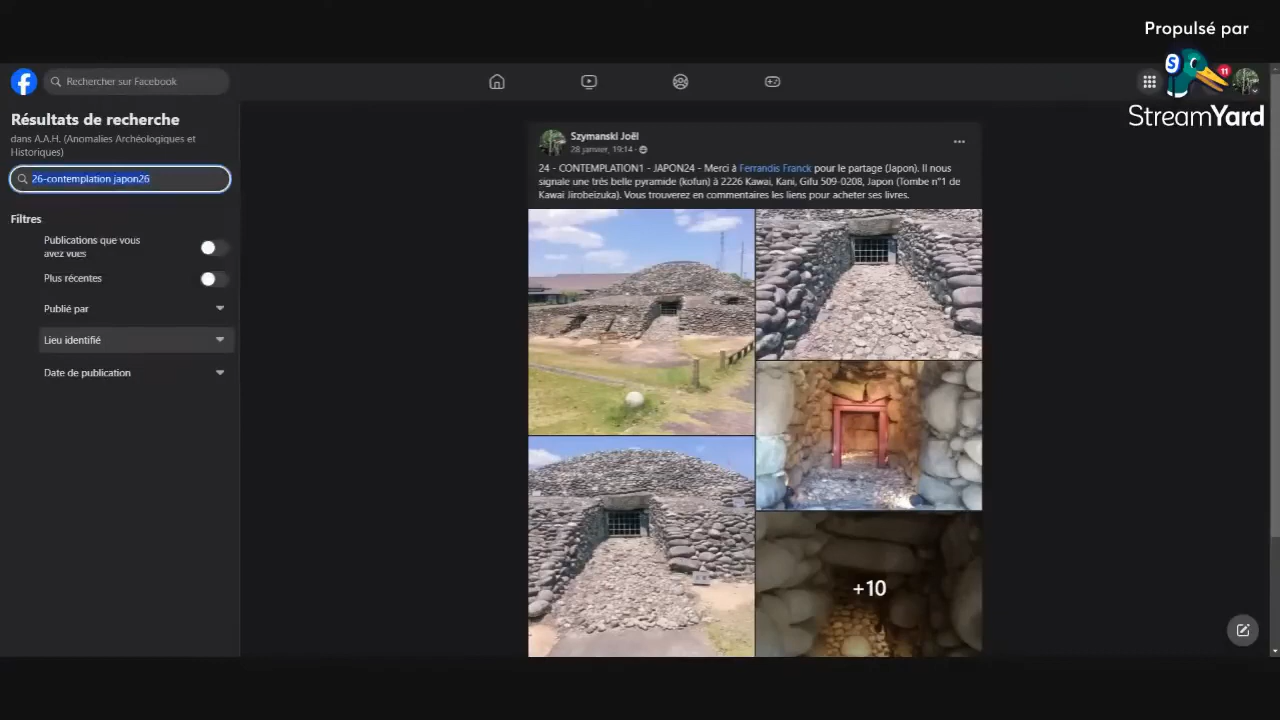 Propulsé par
StreamYard
Rechercher sur Facebook
11
Résultats de recherche
dans A.A.H. (Anomalies Archéologiques et
Historiques)
26-contemplation japon26
Filtres
Publications que vous
avez vues
Plus récentes
Publié par
Lieu identifié
Date de publication
Szymanski Joël
28 janvier, 19:14
24 - CONTEMPLATION1 - JAPON24 - Merci à Ferrandis Franck pour le partage (Japon). Il nous
signale une très belle pyramide (kofun) à 2226 Kawai, Kani, Gifu 509-0208, Japon (Tombe n°1 de
Kawai Jirobeizuka). Vous trouverez en commentaires les liens pour acheter ses livres.
+10